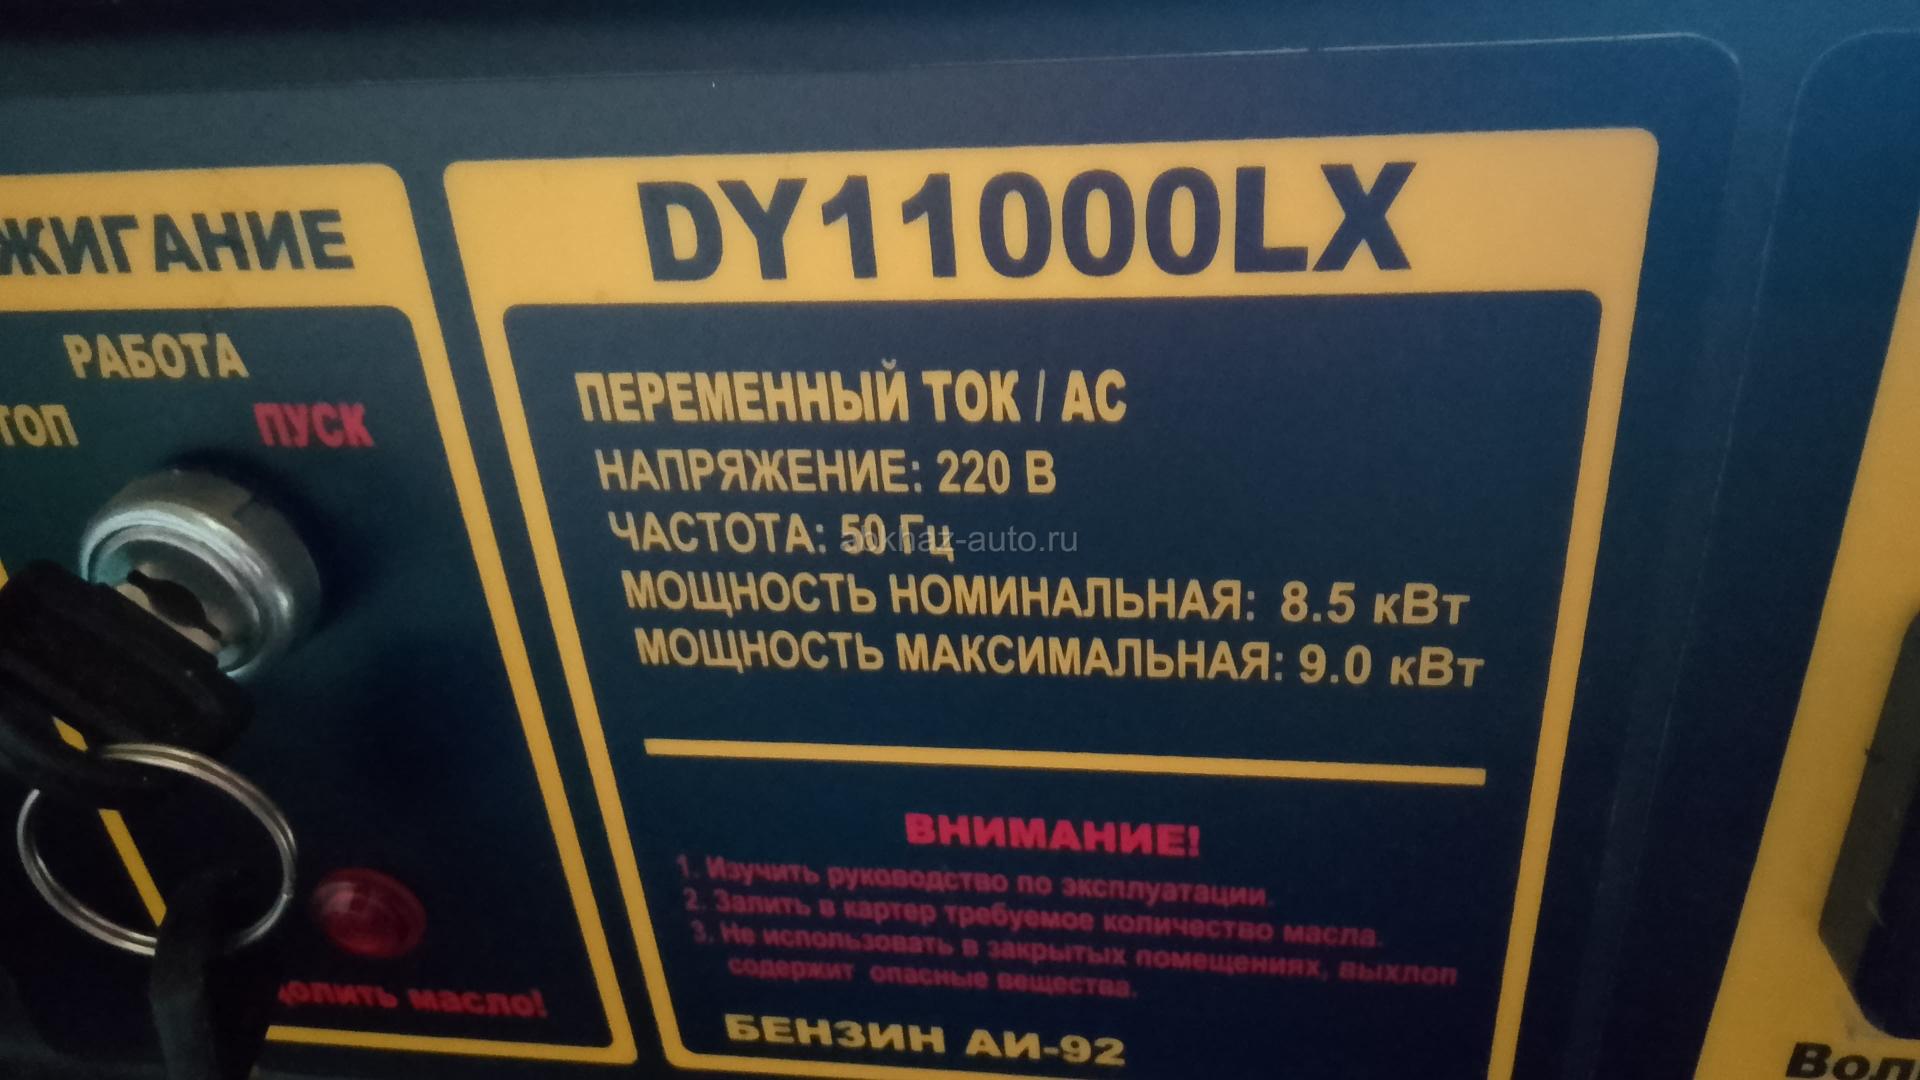 ЖИГАНИЕ
РАБОТА
ТОП
ПУСК
долить масло!
DY11000LX
ПЕРЕМЕННЫЙ ТОК / AC
НАПРЯЖЕНИЕ: 220 В
ЧАСТОТА: 50 Гц
abkhaz-auto.ru
МОЩНОСТЬ НОМИНАЛЬНАЯ: 8.5 кВт
МОЩНОСТЬ МАКСИМАЛЬНАЯ: 9.0 кВт
ВНИМАНИЕ!
1. Изучить руководство по эксплуатации.
2. Залить в картер требуемое количество масла.
3. Не использовать в закрытых помещениях, выхлоп
содержит опасные вещества.
БЕНЗИН АИ-92
Вол